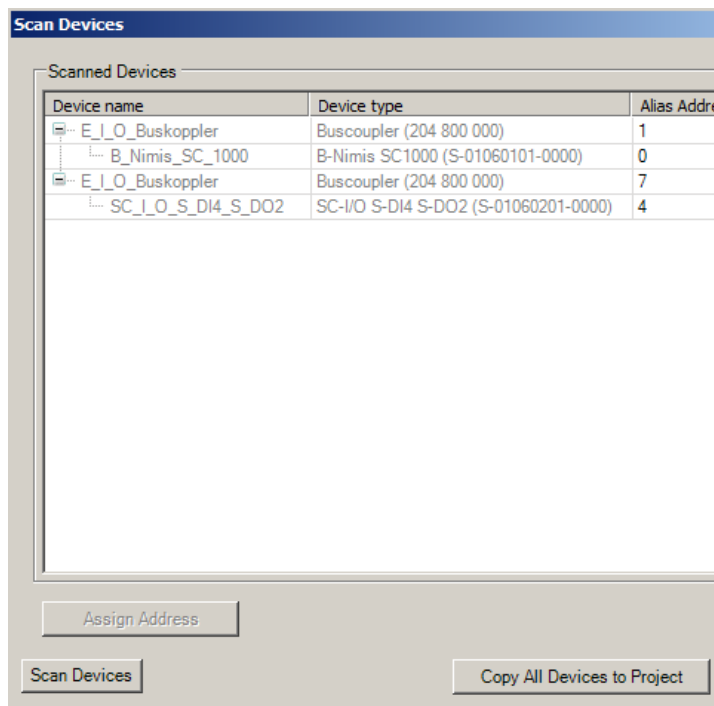 Scan Devices
Scanned Devices
Device name Device type Alias Addre
E_I_O_Buskoppler Buscoupler (204 800 000) 1
B_Nimis_SC_1000 B-Nimis SC1000 (S-01060101-0000) 0
E_I_O_Buskoppler Buscoupler (204 800 000) 7
SC_I_O_S_DI4_S_DO2 SC-I/O S-DI4 S-DO2 (S-01060201-0000) 4
Assign Address
Scan Devices Copy All Devices to Project